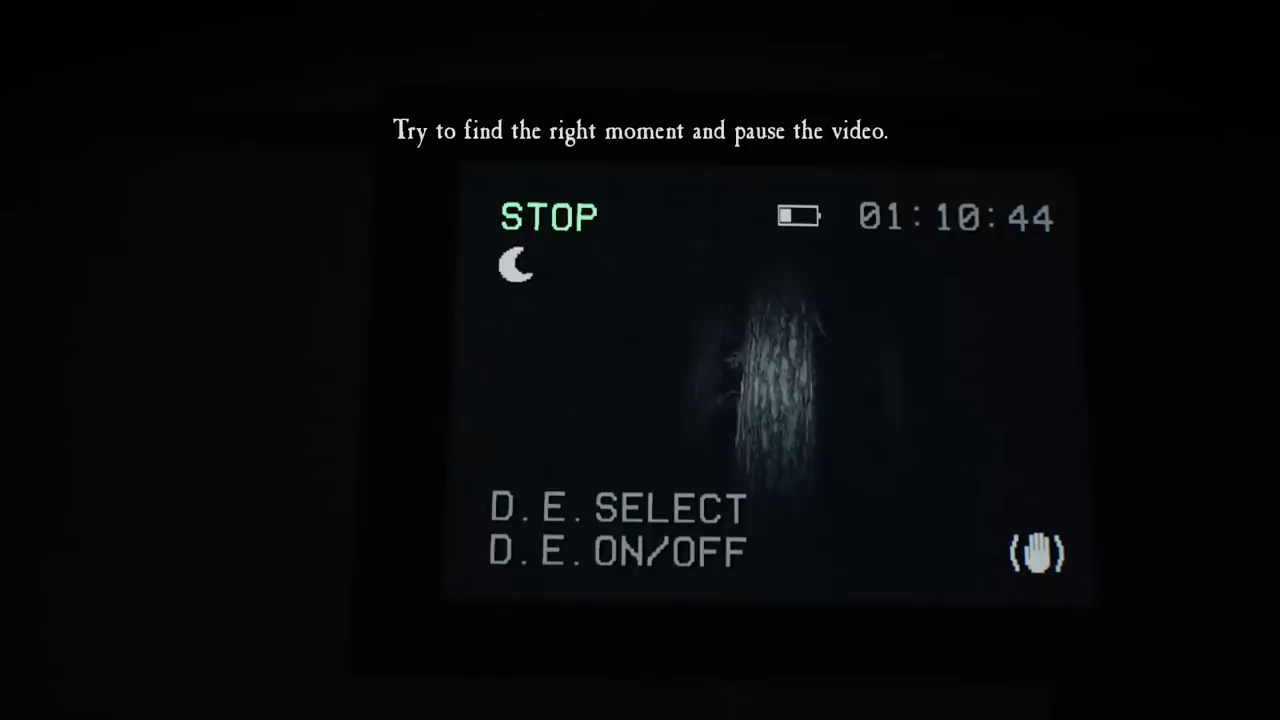 Try to find the right moment and pause the video.
STOP 01:10:44
D.E.SELECT
D.E.ON/OFF